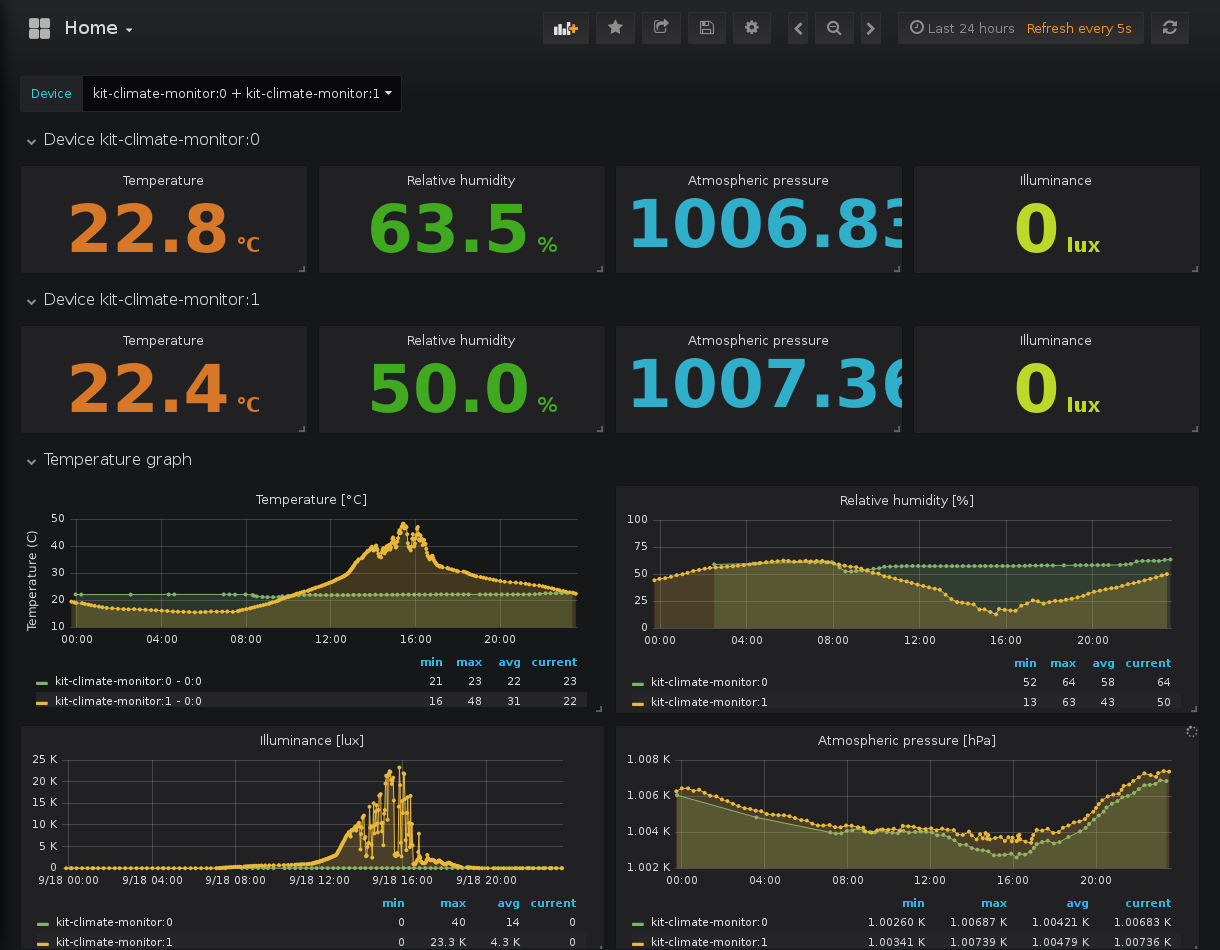 Home
Last 24 hours Refresh every 5s
Device kit-climate-monitor:0 + kit-climate-monitor:1
Device kit-climate-monitor:0
Temperature Relative humidity Atmospheric pressure Illuminance
22.8 °C 63.5 % 1006.83 0 lux
Device kit-climate-monitor:1
Temperature Relative humidity Atmospheric pressure Illuminance
22.4 °C 50.0 % 1007.36 0 lux
Temperature graph
Temperature [°C]
Temperature (C)
50
40
30
20
10
00:00 04:00 08:00 12:00 16:00 20:00
min max avg current
kit-climate-monitor:0 - 0:0 21 23 22 23
kit-climate-monitor:1 - 0:0 16 48 31 22
Relative humidity [%]
100
75
50
25
0
00:00 04:00 08:00 12:00 16:00 20:00
min max avg current
kit-climate-monitor:0 52 64 58 64
kit-climate-monitor:1 13 63 43 50
Illuminance [lux]
25 K
20 K
15 K
10 K
5 K
0
9/18 00:00 9/18 04:00 9/18 08:00 9/18 12:00 9/18 16:00 9/18 20:00
min max avg current
kit-climate-monitor:0 0 40 14 0
kit-climate-monitor:1 0 23.3 K 4.3 K 0
Atmospheric pressure [hPa]
1.008 K
1.006 K
1.004 K
1.002 K
00:00 04:00 08:00 12:00 16:00 20:00
min max avg current
kit-climate-monitor:0 1.00260 K 1.00687 K 1.00421 K 1.00683 K
kit-climate-monitor:1 1.00341 K 1.00739 K 1.00479 K 1.00736 K